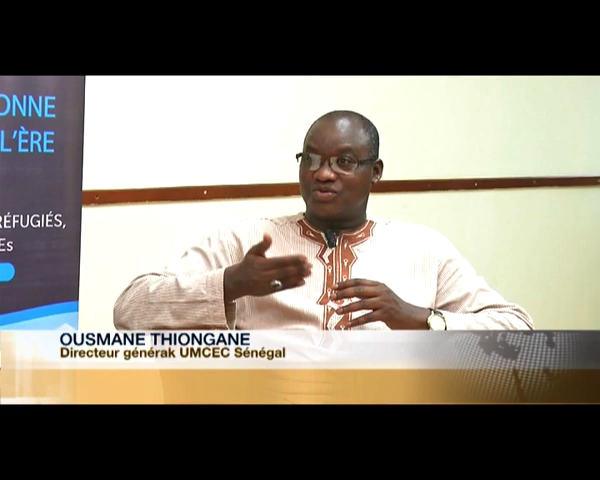 ONNE
L'ÈRE
RÉFUGIÉS,
Es
OUSMANE THIONGANE
Directeur générak UMCEC Sénégal